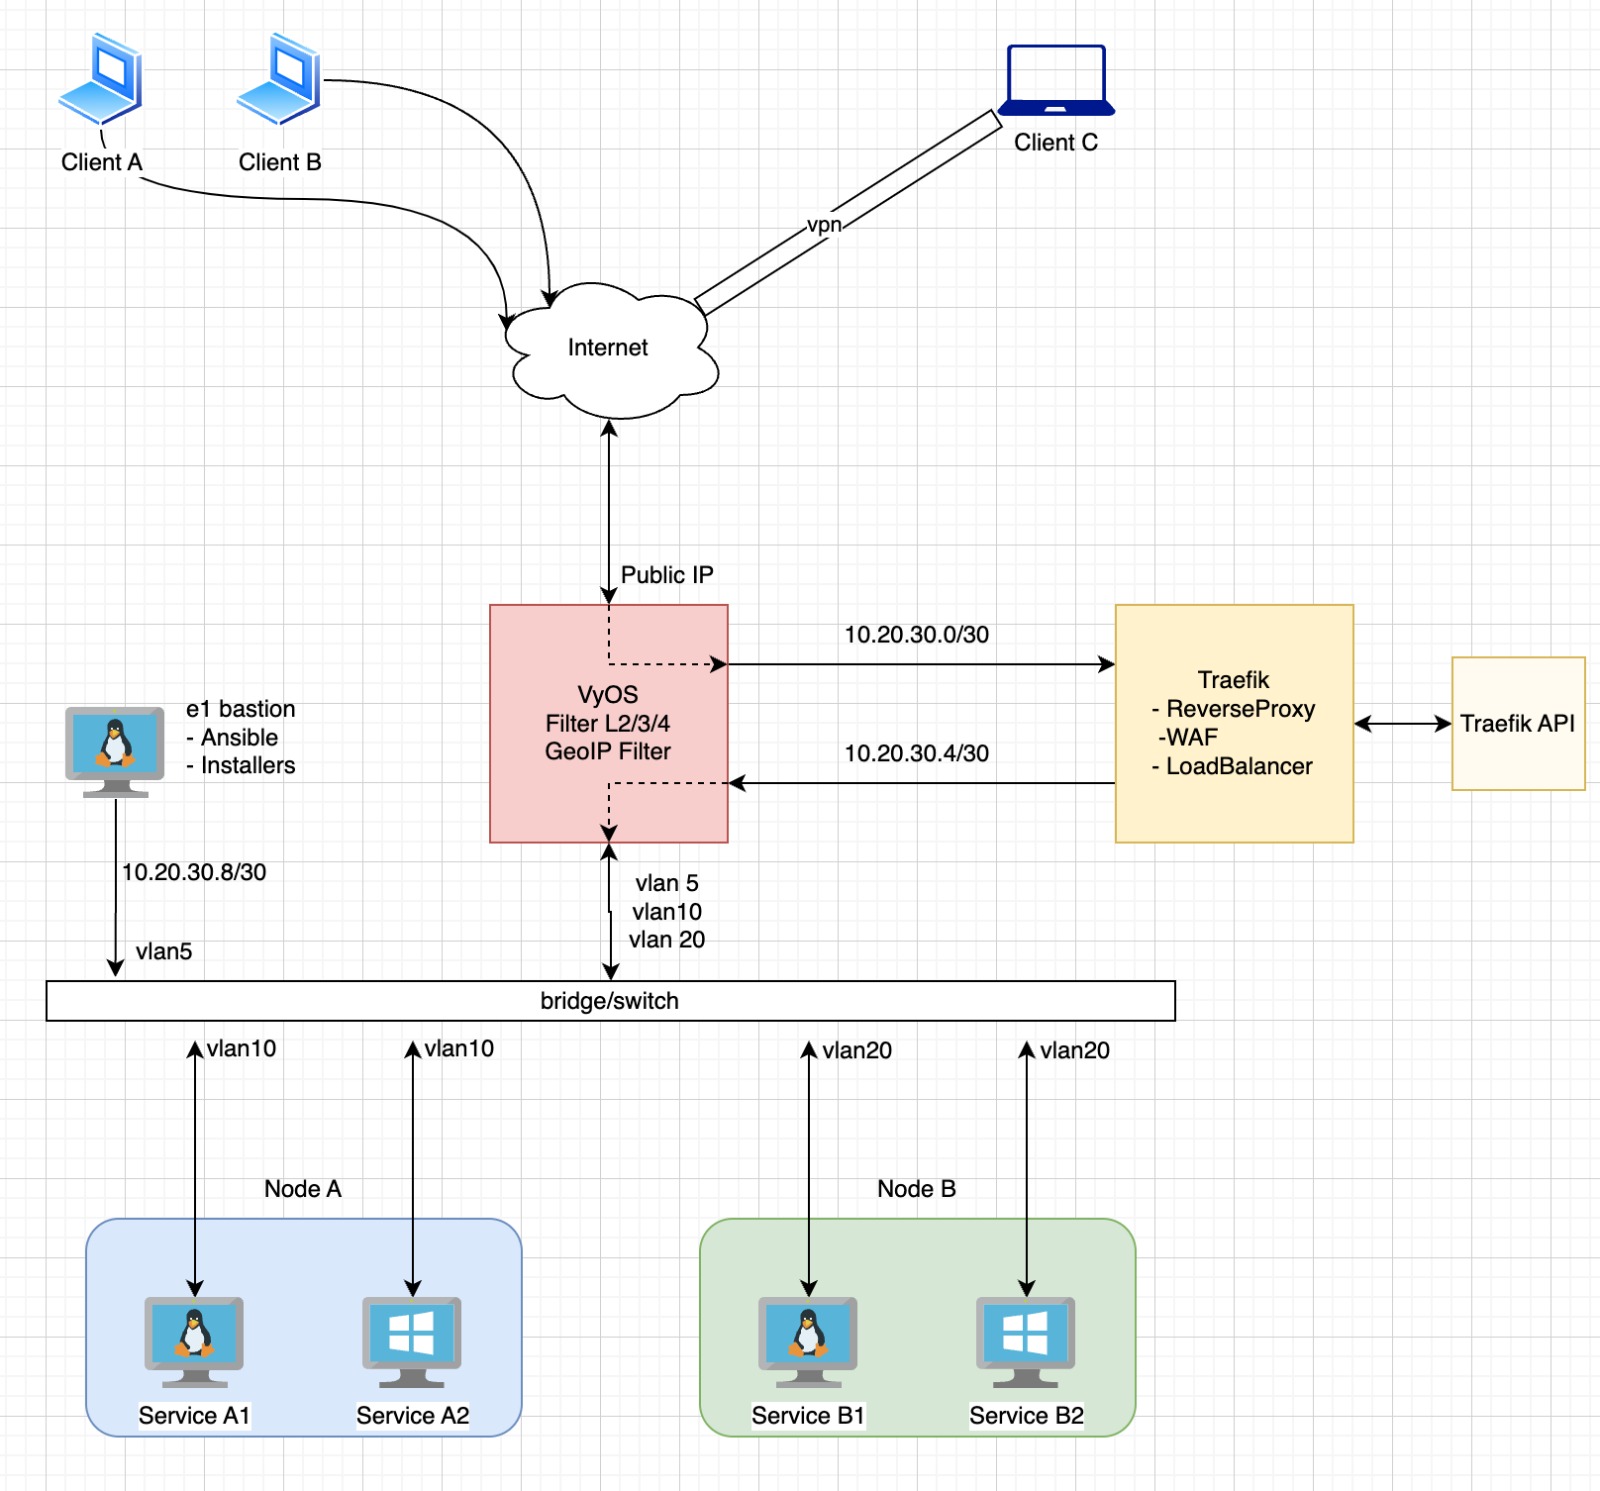 Client A
Client B
Client C
vpn
Internet
Public IP
10.20.30.0/30
VyOS
Filter L2/3/4
GeoIP Filter
Traefik
- ReverseProxy
-WAF
- LoadBalancer
Traefik API
10.20.30.4/30
e1 bastion
- Ansible
- Installers
10.20.30.8/30
vlan5
vlan 5
vlan10
vlan 20
bridge/switch
vlan10
vlan10
vlan20
vlan20
Node A
Node B
Service A1
Service A2
Service B1
Service B2